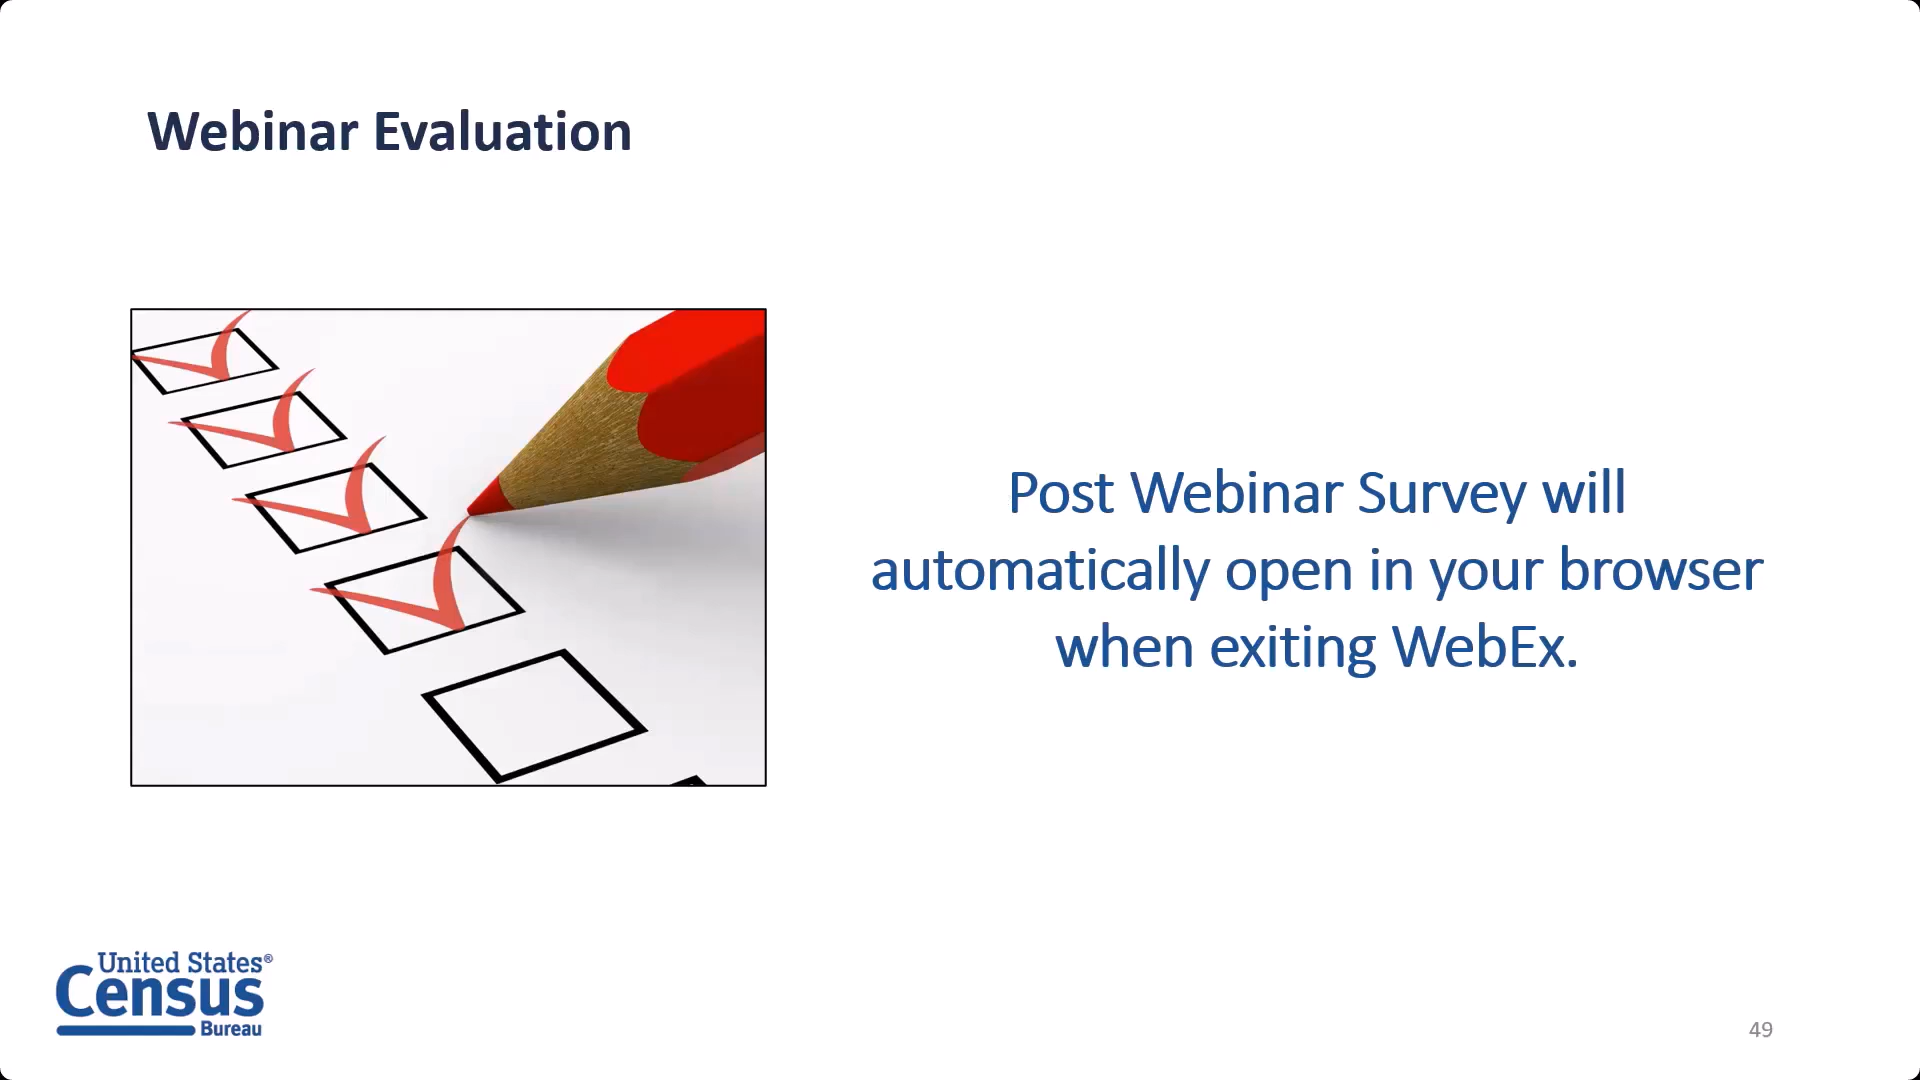 Webinar Evaluation
Post Webinar Survey will
automatically open in your browser
when exiting WebEx.
United States®
Census
Bureau
49